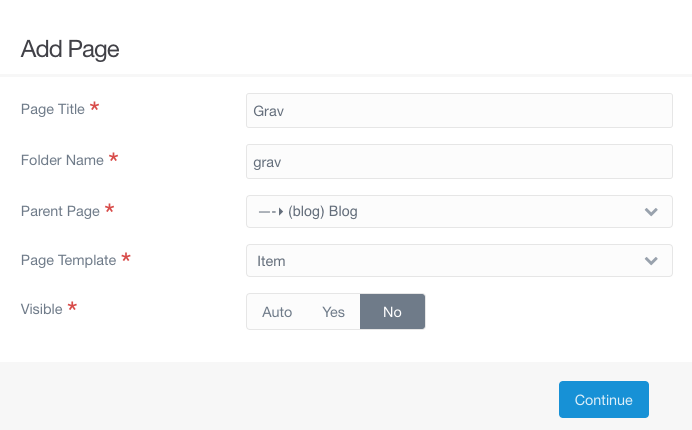 Add Page
Page Title *
Grav
Folder Name *
grav
Parent Page *
—-▸ (blog) Blog
Page Template *
Item
Visible *
Auto Yes No
Continue